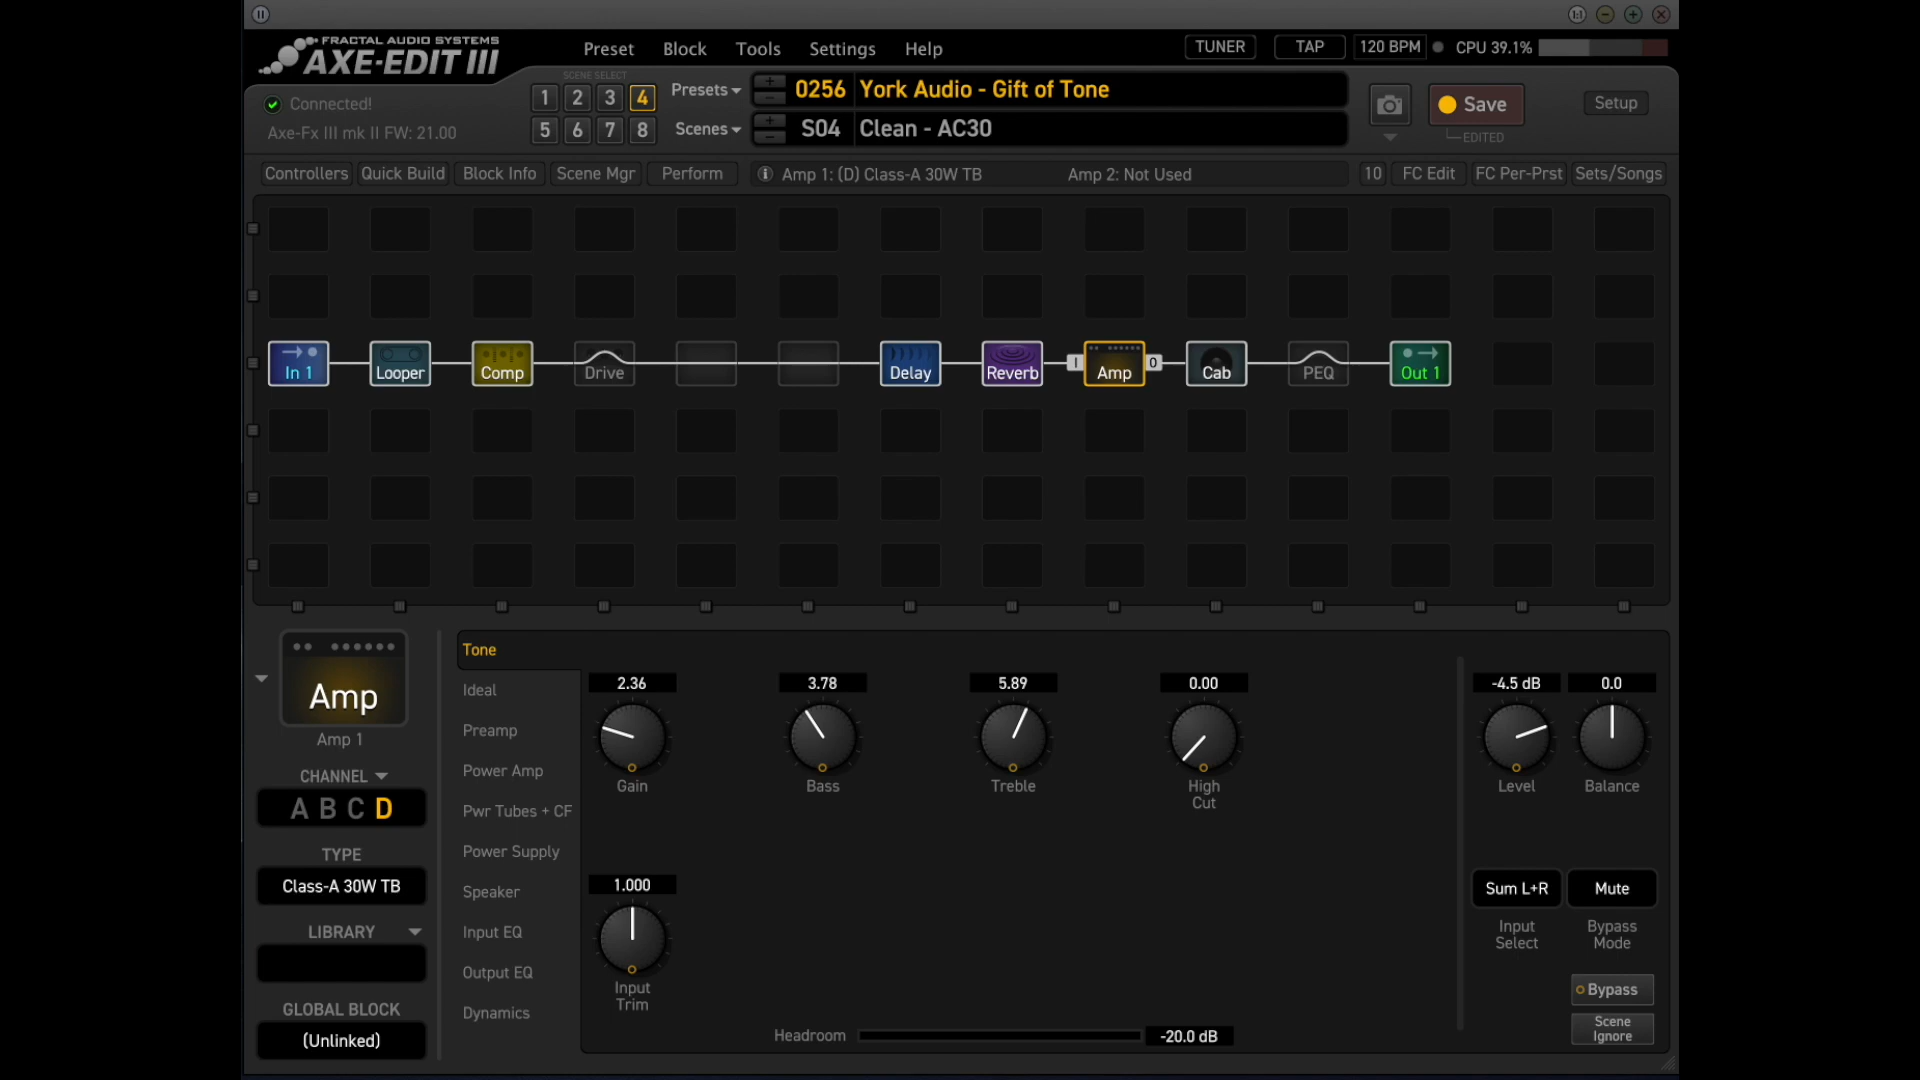 FRACTAL AUDIO SYSTEMS
AXE-EDIT III
Preset Block Tools Settings Help
TUNER TAP 120 BPM CPU 39.1%
1:1
Connected!
Axe-Fx III mk II FW: 21.00
SCENE SELECT
1 2 3 4
5 6 7 8
Presets 0256 York Audio - Gift of Tone
Scenes S04 Clean - AC30
Save
EDITED
Setup
Controllers Quick Build Block Info Scene Mgr Perform
Amp 1: (D) Class-A 30W TB Amp 2: Not Used
10 FC Edit FC Per-Prst Sets/Songs
In 1 Looper Comp Drive Delay Reverb I Amp O Cab PEQ Out 1
Amp
Amp 1
CHANNEL
A B C D
TYPE
Class-A 30W TB
LIBRARY
GLOBAL BLOCK
(Unlinked)
Tone
Ideal
Preamp
Power Amp
Pwr Tubes + CF
Power Supply
Speaker
Input EQ
Output EQ
Dynamics
2.36 3.78 5.89 0.00
Gain Bass Treble High
Cut
1.000
Input
Trim
Headroom -20.0 dB
-4.5 dB 0.0
Level Balance
Sum L+R Mute
Input
Select
Bypass
Mode
Bypass
Scene
Ignore